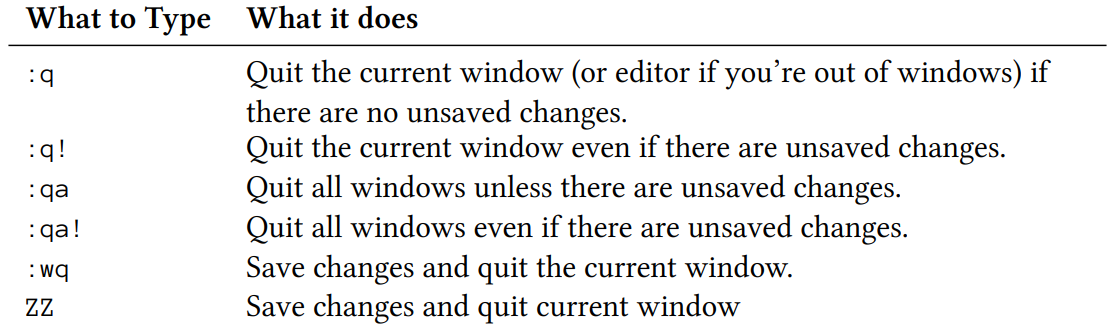 What to Type What it does
:q Quit the current window (or editor if you’re out of windows) if
there are no unsaved changes.
:q! Quit the current window even if there are unsaved changes.
:qa Quit all windows unless there are unsaved changes.
:qa! Quit all windows even if there are unsaved changes.
:wq Save changes and quit the current window.
ZZ Save changes and quit current window